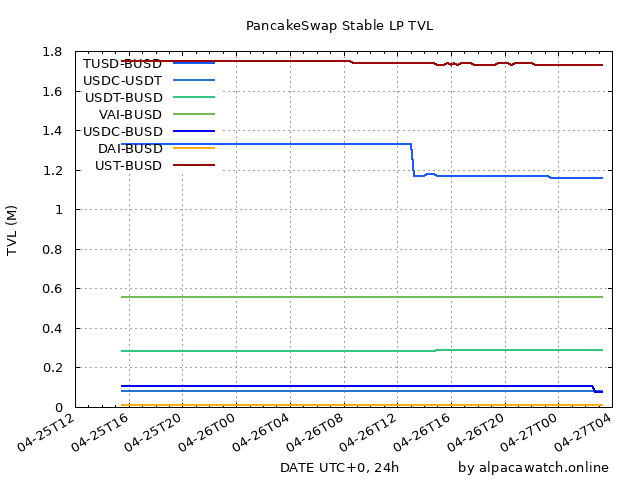 PancakeSwap Stable LP TVL
TVL (M)
1.8
1.6
1.4
1.2
1
0.8
0.6
0.4
0.2
0
TUSD-BUSD
USDC-USDT
USDT-BUSD
VAI-BUSD
USDC-BUSD
DAI-BUSD
UST-BUSD
04-25T12
04-25T16
04-25T20
04-26T00
04-26T04
04-26T08
04-26T12
04-26T16
04-26T20
04-27T00
04-27T04
DATE UTC+0, 24h
by alpacawatch.online